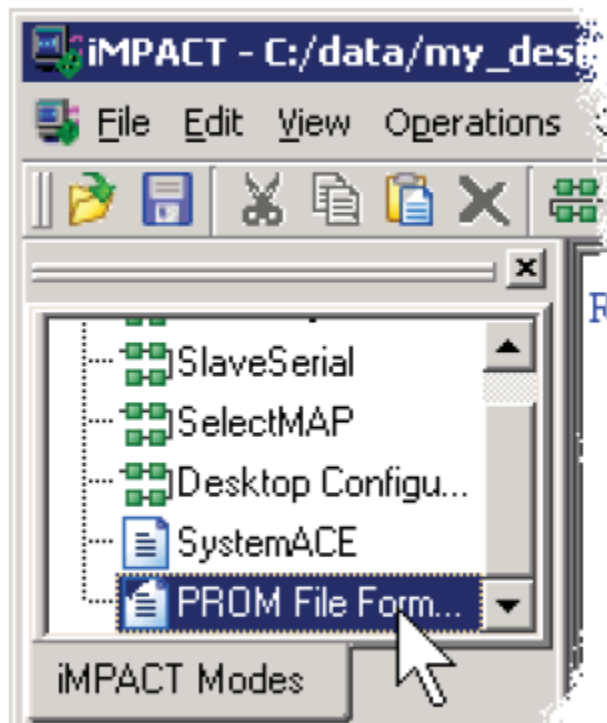 iMPACT - C:/data/my_des
File Edit View Operations
SlaveSerial
SelectMAP
Desktop Configu...
SystemACE
PROM File Form...
iMPACT Modes